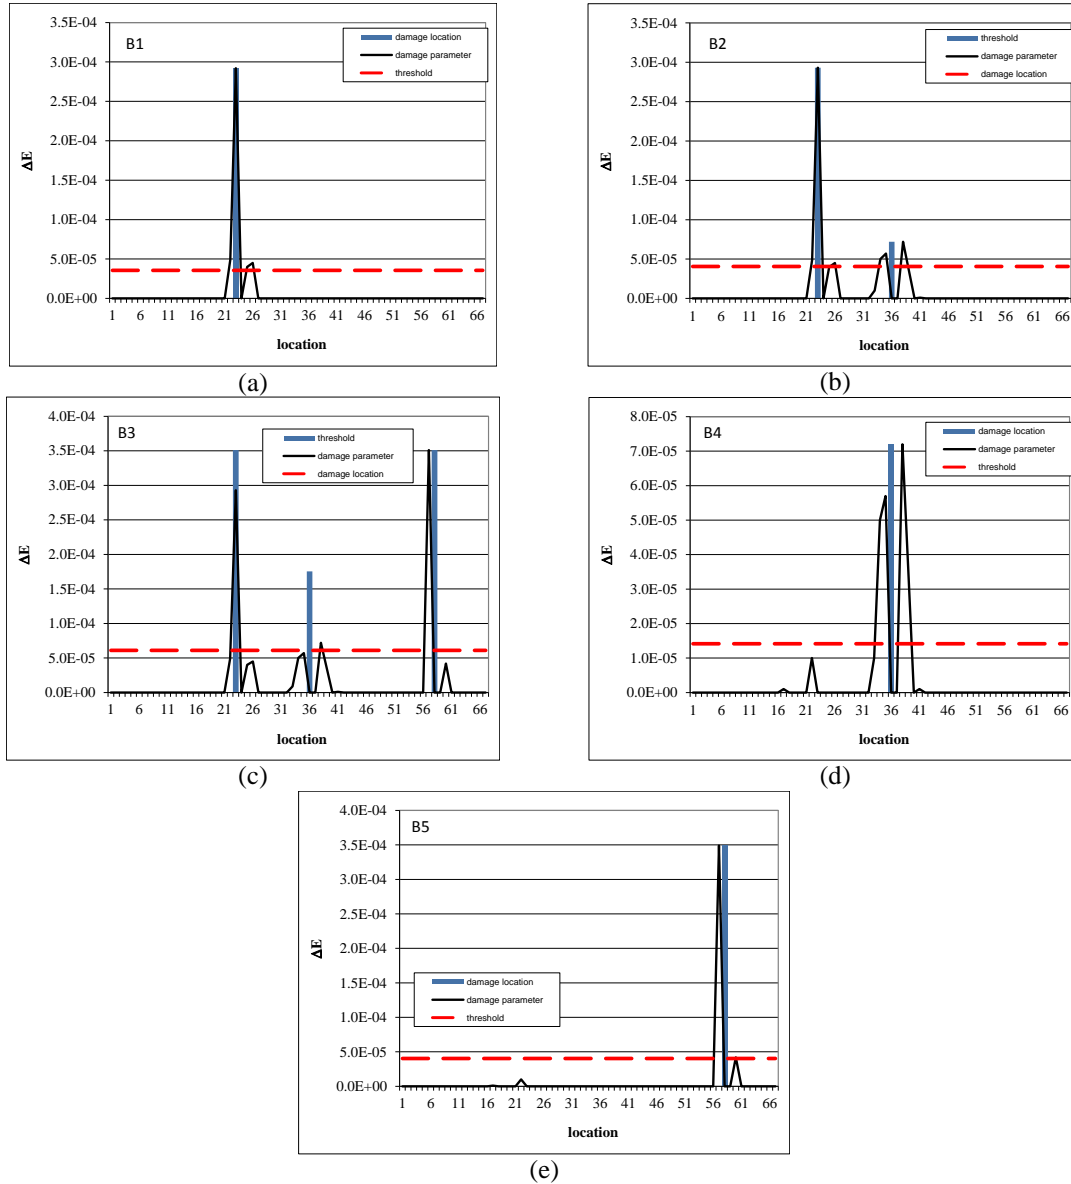 B1
damage location
damage parameter
threshold
3.5E-04
3.0E-04
2.5E-04
2.0E-04
1.5E-04
1.0E-04
5.0E-05
0.0E+00
ΔE
1 6 11 16 21 26 31 36 41 46 51 56 61 66
location
(a)
B2
threshold
damage parameter
damage location
3.5E-04
3.0E-04
2.5E-04
2.0E-04
1.5E-04
1.0E-04
5.0E-05
0.0E+00
ΔE
1 6 11 16 21 26 31 36 41 46 51 56 61 66
location
(b)
B3
threshold
damage parameter
damage location
4.0E-04
3.5E-04
3.0E-04
2.5E-04
2.0E-04
1.5E-04
1.0E-04
5.0E-05
0.0E+00
ΔE
1 6 11 16 21 26 31 36 41 46 51 56 61 66
location
(c)
B4
damage location
damage parameter
threshold
8.0E-05
7.0E-05
6.0E-05
5.0E-05
4.0E-05
3.0E-05
2.0E-05
1.0E-05
0.0E+00
ΔE
1 6 11 16 21 26 31 36 41 46 51 56 61 66
location
(d)
B5
damage location
damage parameter
threshold
4.0E-04
3.5E-04
3.0E-04
2.5E-04
2.0E-04
1.5E-04
1.0E-04
5.0E-05
0.0E+00
ΔE
1 6 11 16 21 26 31 36 41 46 51 56 61 66
location
(e)